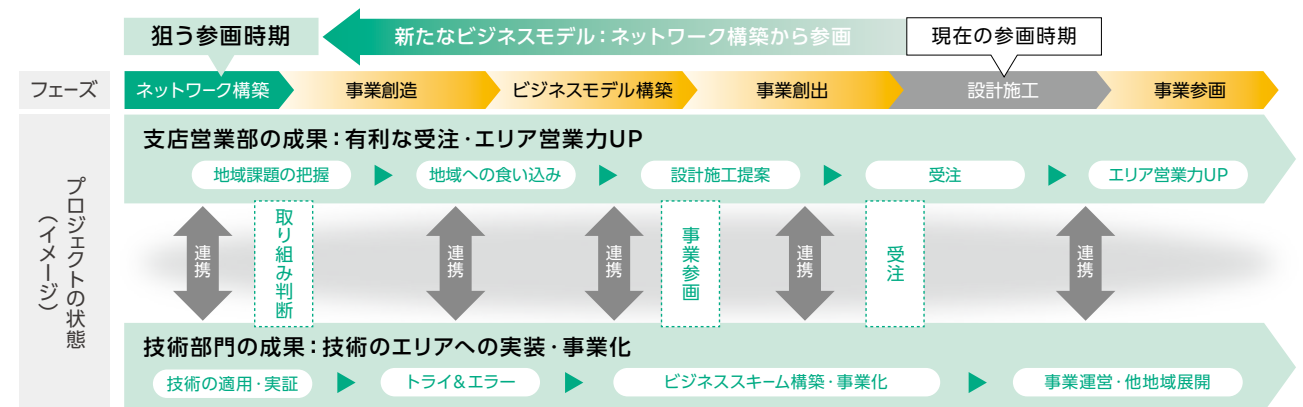 狙う参画時期
新たなビジネスモデル：ネットワーク構築から参画
現在の参画時期
フェーズ
ネットワーク構築
事業創造
ビジネスモデル構築
事業創出
設計施工
事業参画
プロジェクトの状態
（イメージ）
支店営業部の成果：有利な受注・エリア営業力UP
地域課題の把握
地域への食い込み
設計施工提案
受注
エリア営業力UP
連携
取り組み判断
連携
連携
事業参画
連携
受注
連携
技術部門の成果：技術のエリアへの実装・事業化
技術の適用・実証
トライ&エラー
ビジネススキーム構築・事業化
事業運営・他地域展開